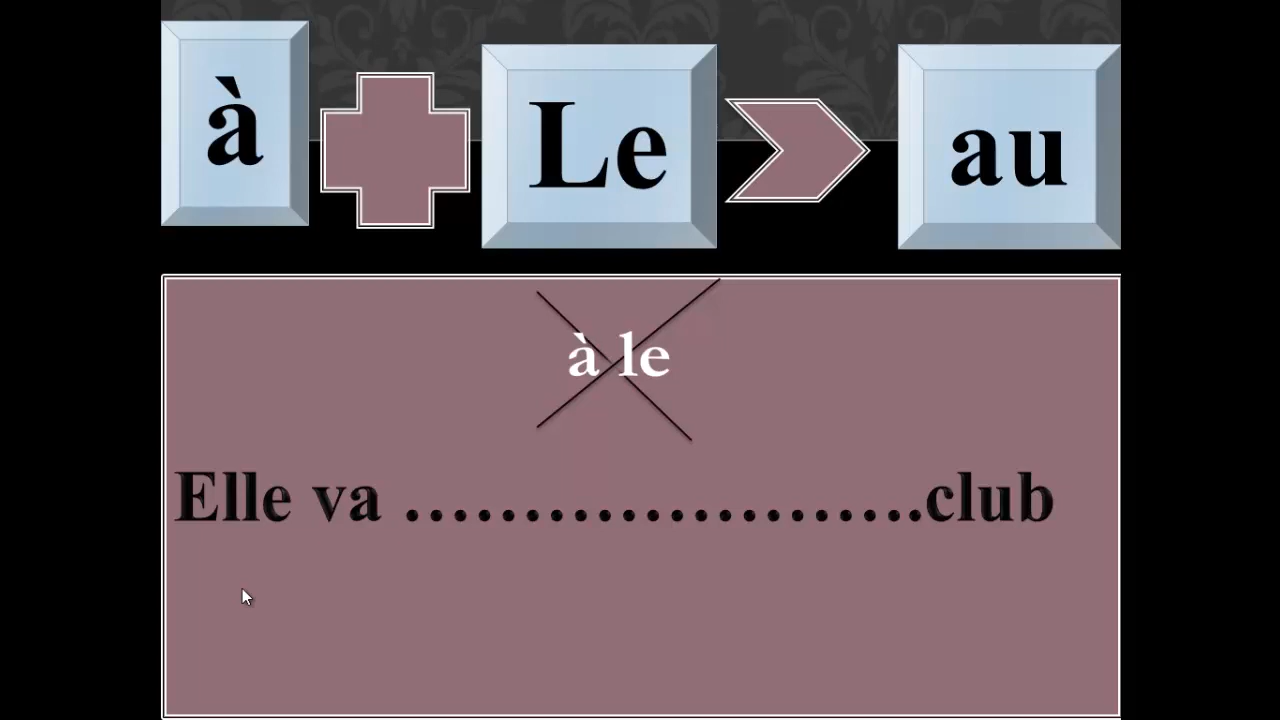 à Le au
à le
Elle va ......................club